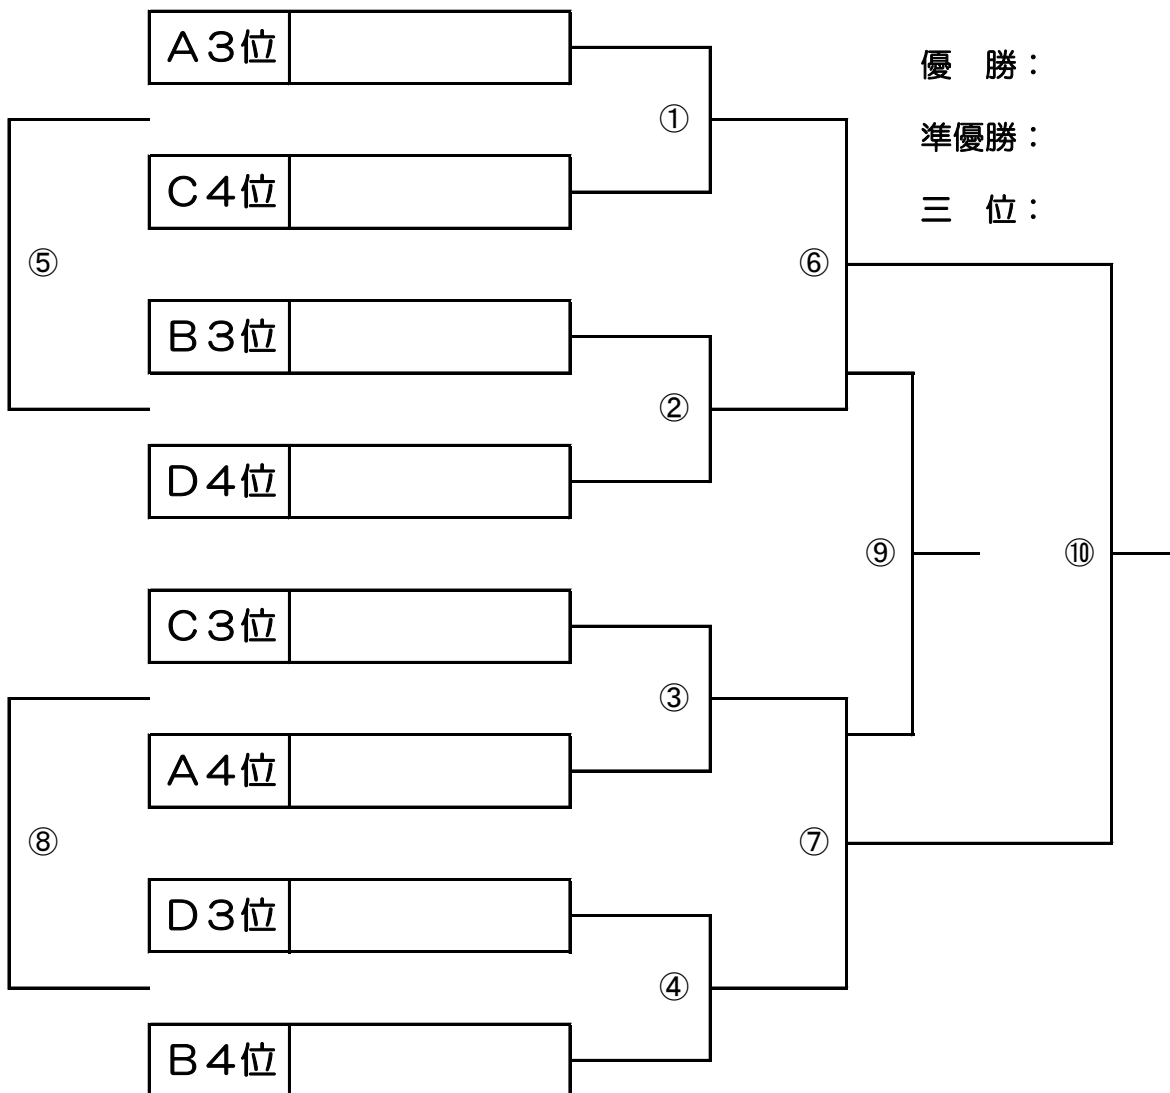 A3位
優　勝：
①
準優勝：
C4位
三　位：
⑤
⑥
B3位
②
D4位
⑨
⑩
C3位
③
A4位
⑧
⑦
D3位
④
B4位